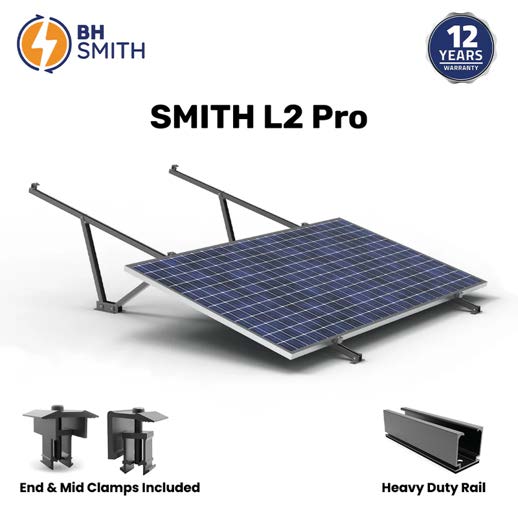 BH
SMITH
12
YEARS
WARRANTY
SMITH L2 Pro
End & Mid Clamps Included
Heavy Duty Rail